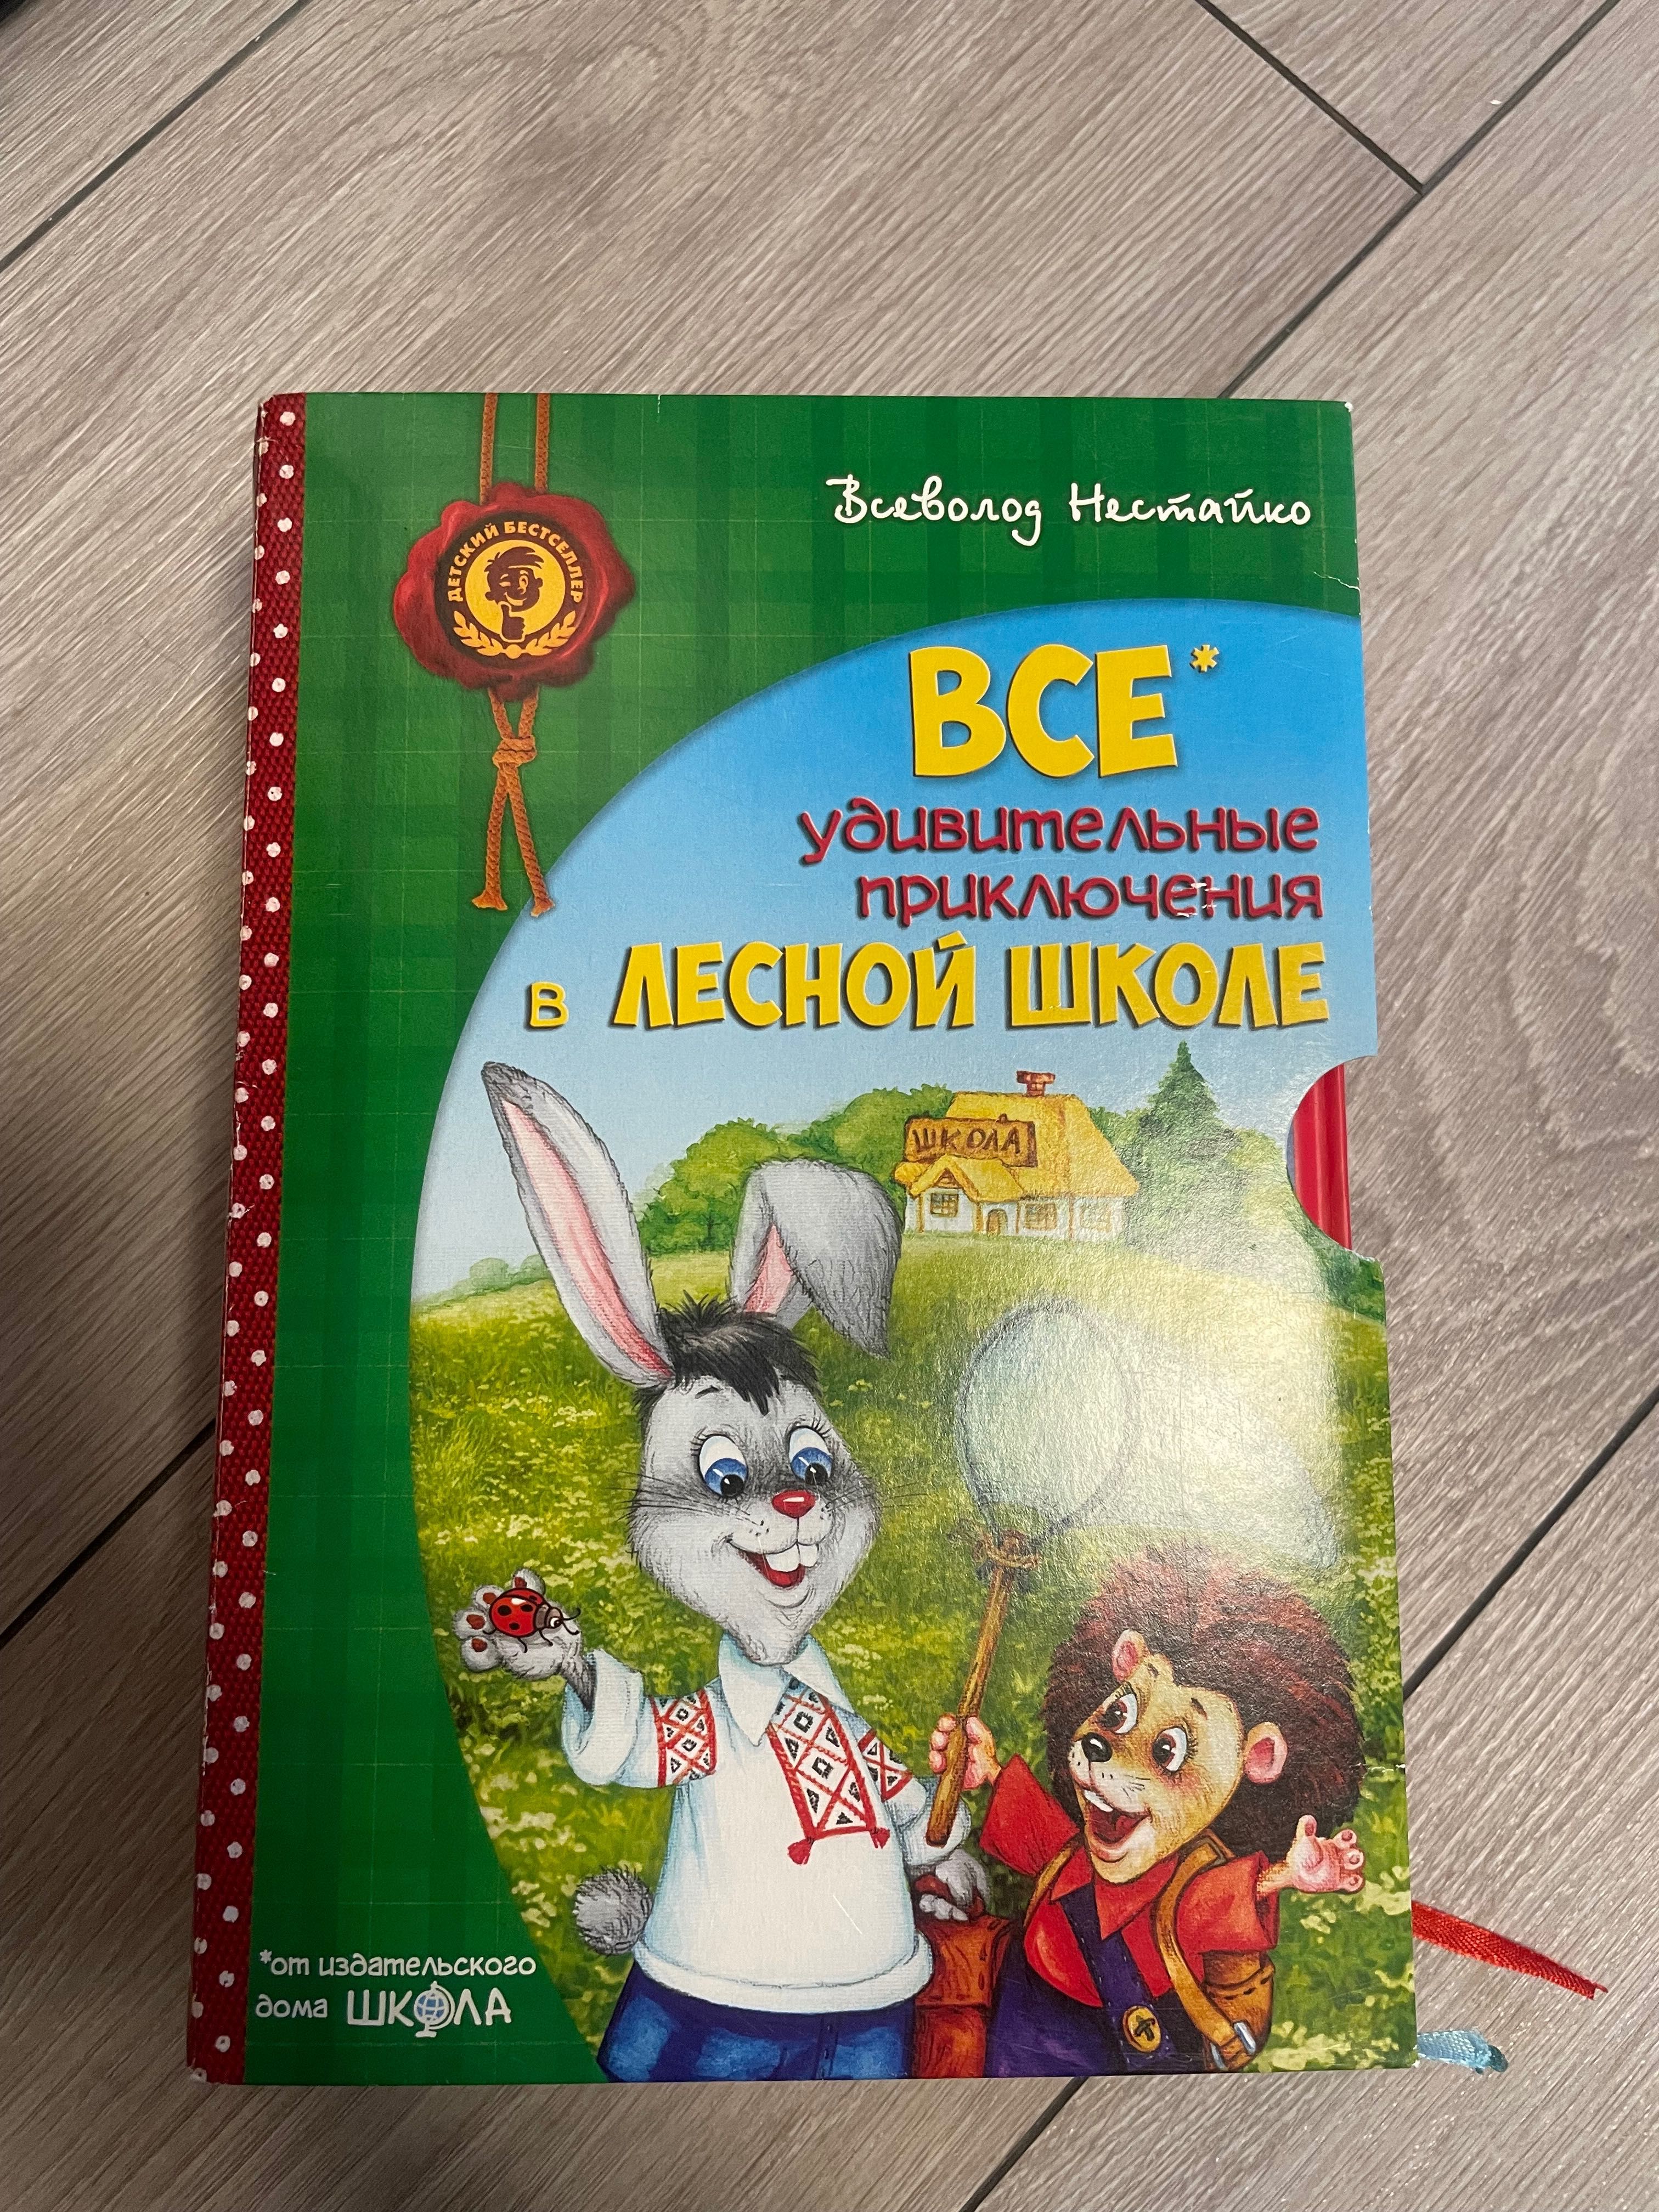 Всеволод Нестайко
ДЕТСКИЙ БЕСТСЕЛЛЕР
ВСЕ*
удивительные
приключения
в ЛЕСНОЙ ШКОЛЕ
ШКОЛА
*от издательского
дома ШКОЛА